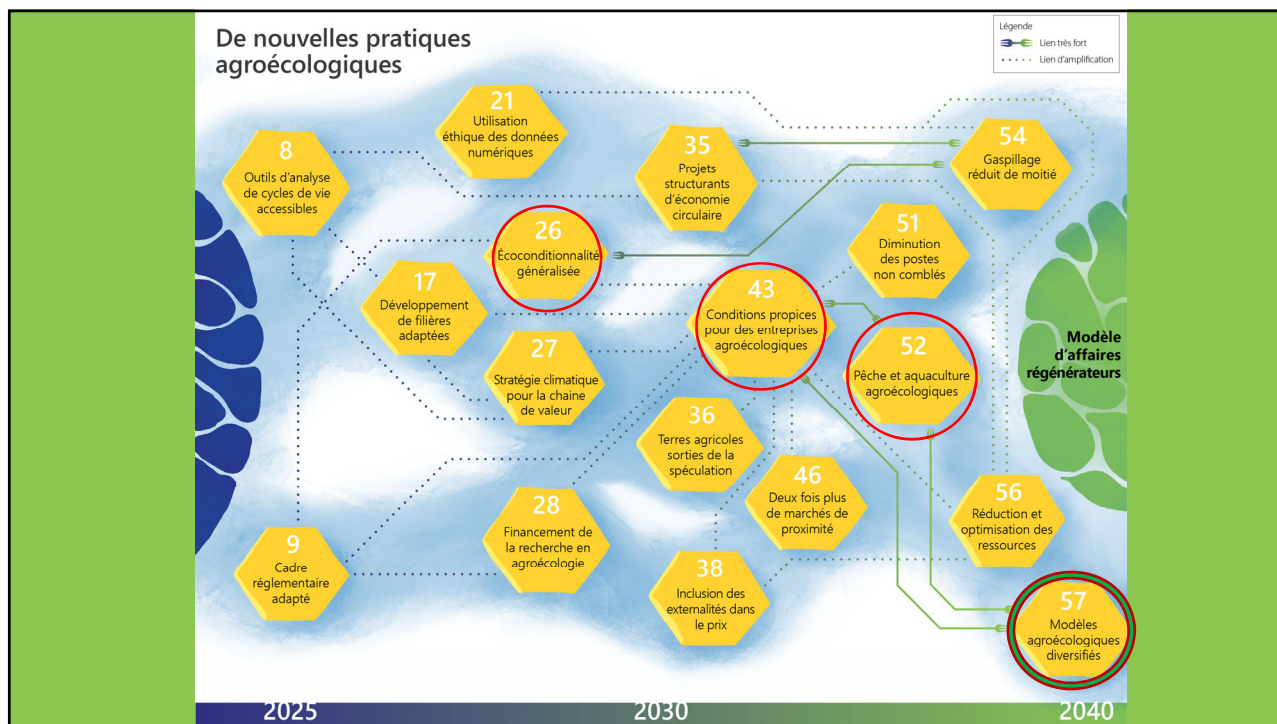 De nouvelles pratiques
agroécologiques
Légende
Lien très fort
Lien d'amplification
21
Utilisation
éthique des données
numériques
8
Outils d'analyse
de cycles de vie
accessibles
35
Projets
structurants
d'économie
circulaire
54
Gaspillage
réduit de moitié
26
Écoconditionnalité
généralisée
51
Diminution
des postes
non comblés
17
Développement
de filières
adaptées
43
Conditions propices
pour des entreprises
agroécologiques
52
Pêche et aquaculture
agroécologiques
Modèle
d'affaires
régénérateurs
27
Stratégie climatique
pour la chaine
de valeur
36
Terres agricoles
sorties de la
spéculation
46
Deux fois plus
de marchés de
proximité
56
Réduction et
optimisation des
ressources
28
Financement de
la recherche en
agroécologie
9
Cadre
réglementaire
adapté
38
Inclusion des
externalités dans
le prix
57
Modèles
agroécologiques
diversifiés
2025
2030
2040